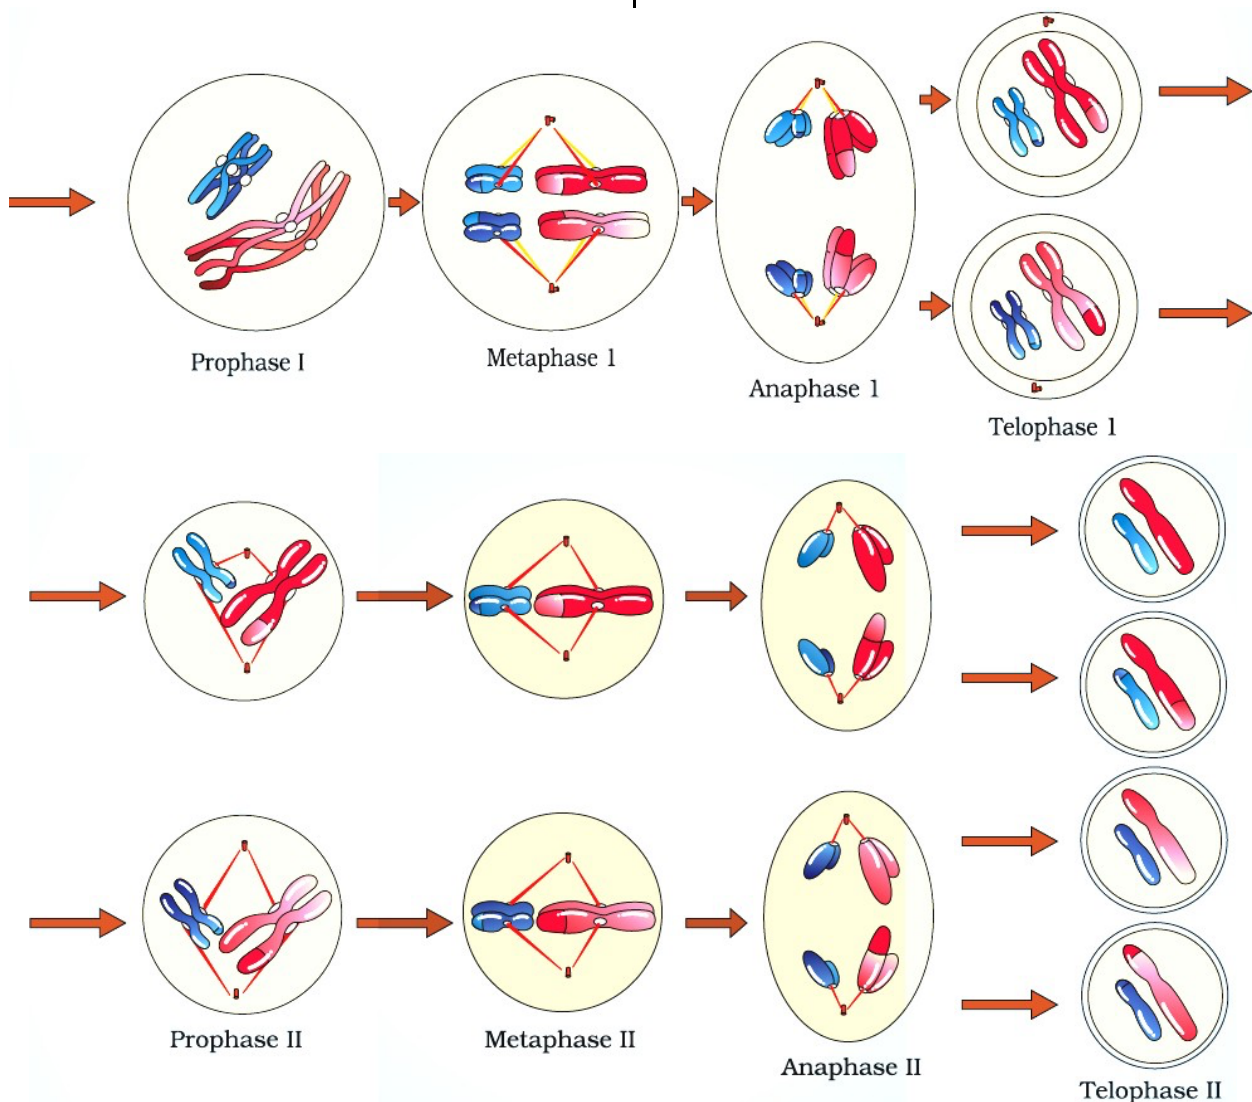 Prophase I
Metaphase 1
Anaphase 1
Telophase 1
Prophase II
Metaphase II
Anaphase II
Telophase II